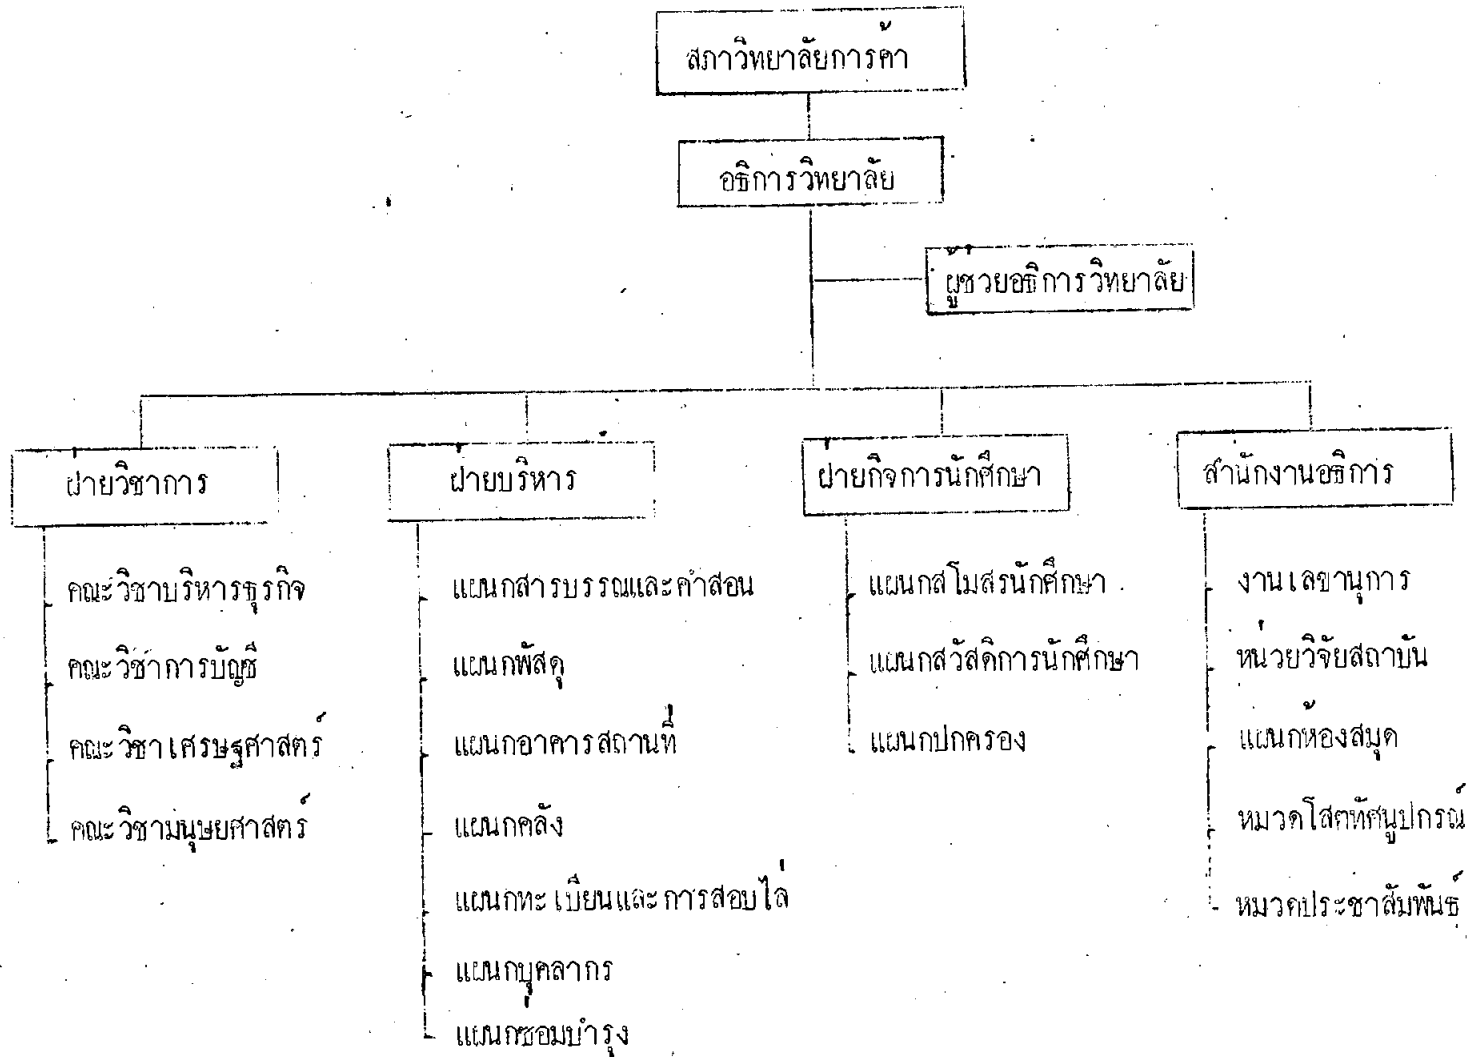 สภาวิทยาลัยการค้า
อธิการวิทยาลัย
ผู้ช่วยอธิการวิทยาลัย
ฝ่ายวิชาการ
คณะวิชาบริหารธุรกิจ
คณะวิชาการบัญชี
คณะวิชาเศรษฐศาสตร์
คณะวิชามนุษยศาสตร์
ฝ่ายบริหาร
แผนกสารบรรณและคำสอน
แผนกพัสดุ
แผนกอาคารสถานที่
แผนกคลัง
แผนกทะเบียนและการสอบไล่
แผนกบุคลากร
แผนกซ่อมบำรุง
ฝ่ายกิจการนักศึกษา
แผนกสโมสรนักศึกษา
แผนกสวัสดิการนักศึกษา
แผนกปกครอง
สำนักงานอธิการ
งานเลขานุการ
หน่วยวิจัยสถาบัน
แผนกห้องสมุด
หมวดโสตทัศนูปกรณ์
หมวดประชาสัมพันธ์